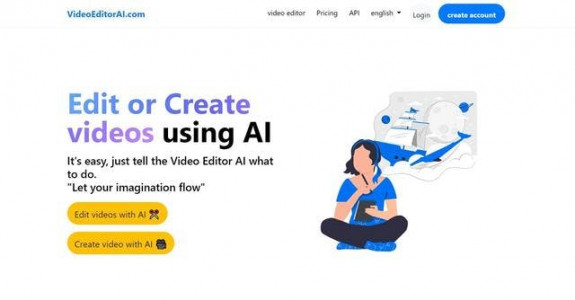 VideoEditorAI.com
video editor Pricing API english Login create account
Edit or Create
videos using AI
It's easy, just tell the Video Editor AI what
to do.
"Let your imagination flow"
Edit videos with AI
Create video with AI